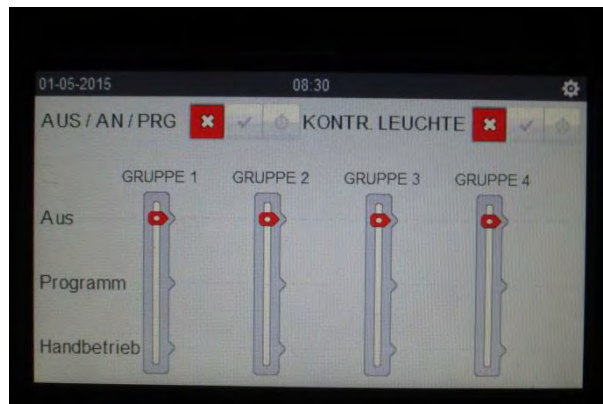 01-05-2015 08:30
AUS / AN / PRG KONTR. LEUCHTE
GRUPPE 1 GRUPPE 2 GRUPPE 3 GRUPPE 4
Aus
Programm
Handbetrieb